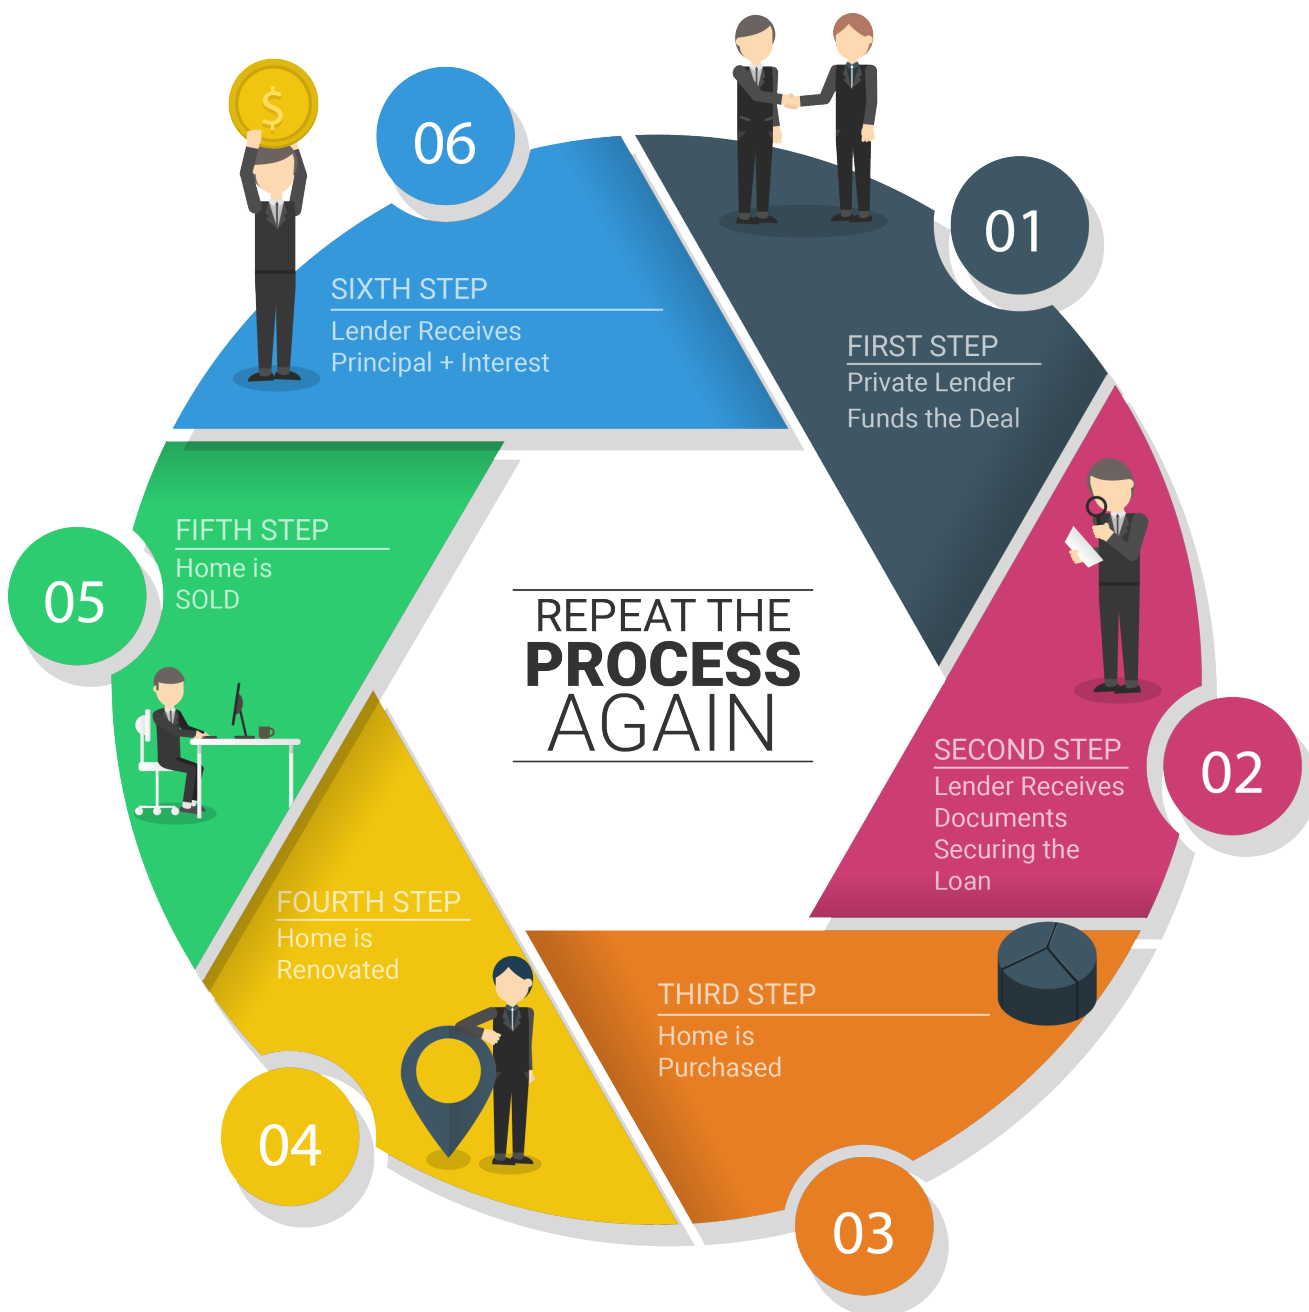 01
FIRST STEP
Private Lender
Funds the Deal
02
SECOND STEP
Lender Receives
Documents
Securing the
Loan
03
THIRD STEP
Home is
Purchased
04
FOURTH STEP
Home is
Renovated
05
FIFTH STEP
Home is
SOLD
06
$
SIXTH STEP
Lender Receives
Principal + Interest
REPEAT THE
PROCESS
AGAIN